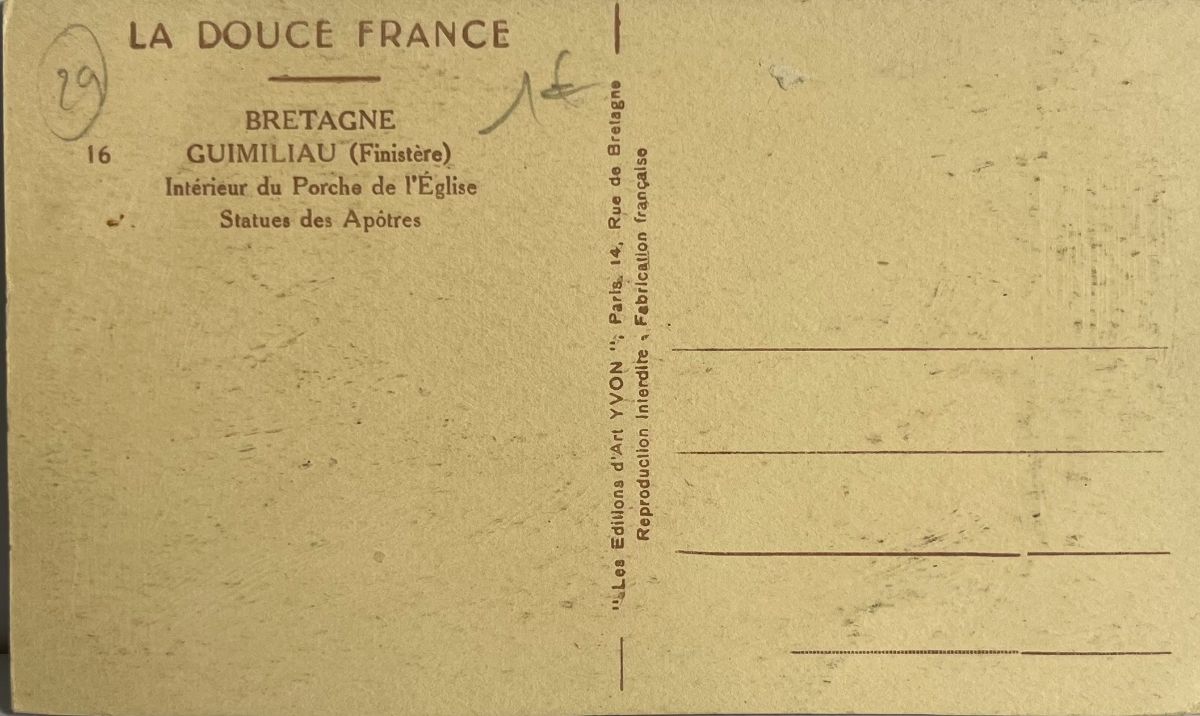 LA DOUCE FRANCE
29
1€
BRETAGNE
16 GUIMILIAU (Finistère)
Intérieur du Porche de l'Église
Statues des Apôtres
"Les Editions d'Art YVON", Paris, 14, Rue de Bretagne
Reproduction Interdite - Fabrication française